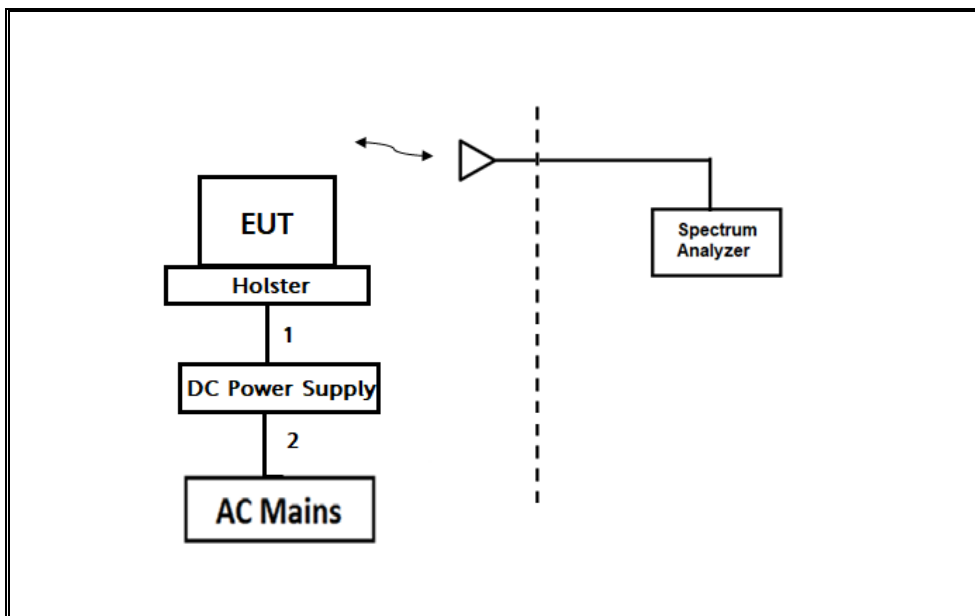 EUT
Holster
1
DC Power Supply
2
AC Mains
Spectrum
Analyzer